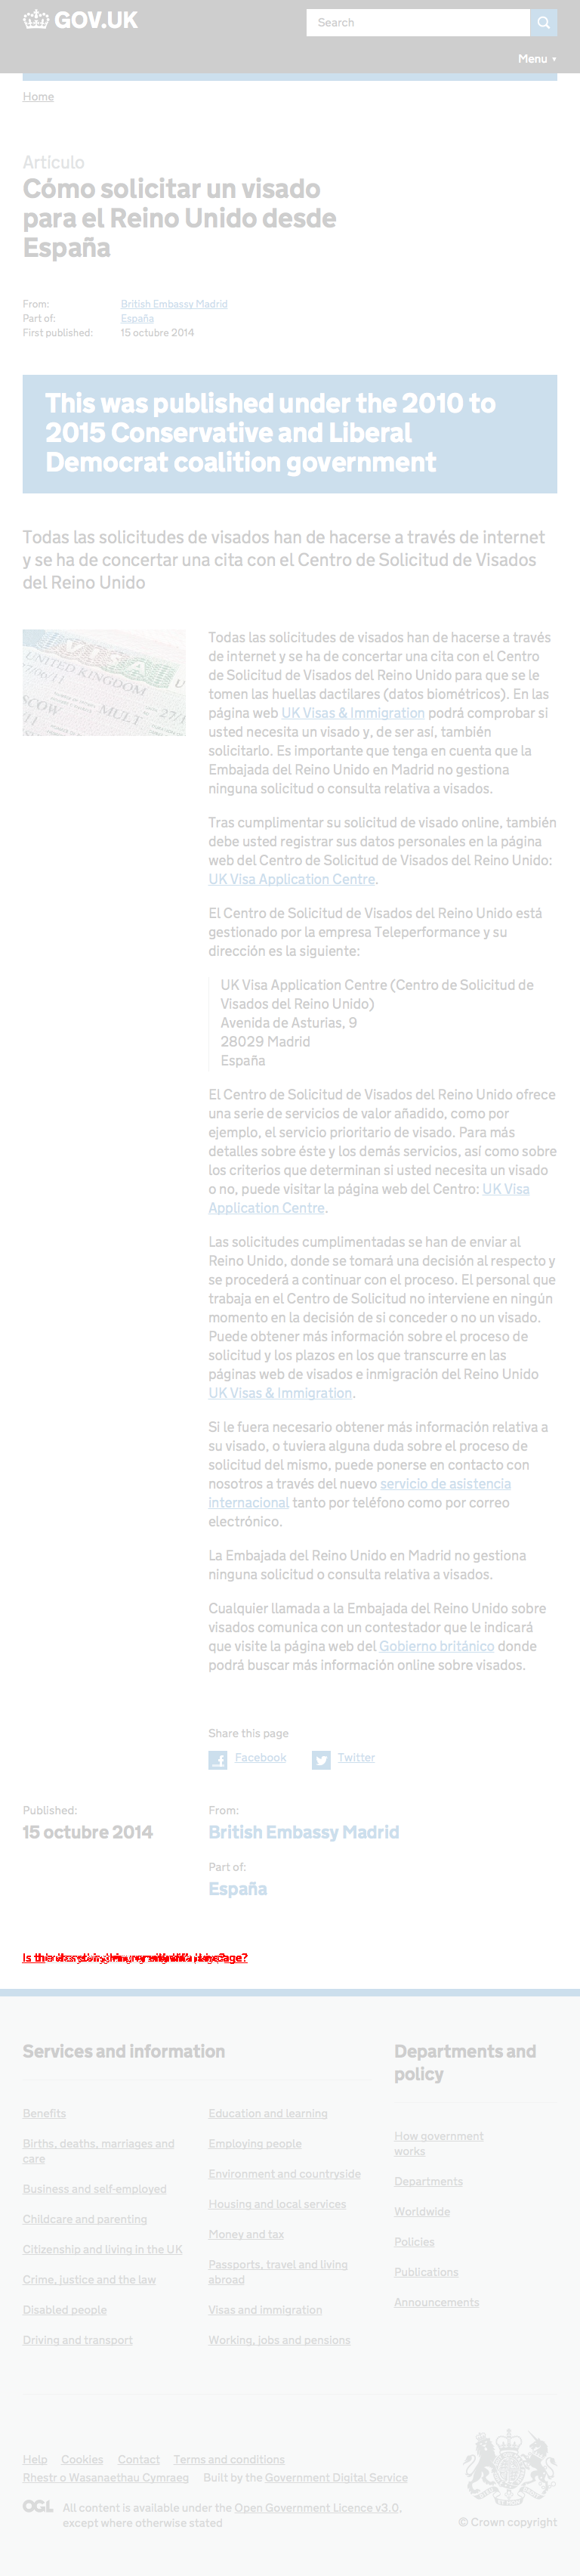 GOV.UK
Search
Menu ▼
Home
Artículo
Cómo solicitar un visado
para el Reino Unido desde
España
From: British Embassy Madrid
Part of: España
First published: 15 octubre 2014
This was published under the 2010 to
2015 Conservative and Liberal
Democrat coalition government
Todas las solicitudes de visados han de hacerse a través de internet
y se ha de concertar una cita con el Centro de Solicitud de Visados
del Reino Unido
VISA
UNITED KINGDOM
MULT
Todas las solicitudes de visados han de hacerse a través
de internet y se ha de concertar una cita con el Centro
de Solicitud de Visados del Reino Unido para que se le
tomen las huellas dactilares (datos biométricos). En las
página web UK Visas & Immigration podrá comprobar si
usted necesita un visado y, de ser así, también
solicitarlo. Es importante que tenga en cuenta que la
Embajada del Reino Unido en Madrid no gestiona
ninguna solicitud o consulta relativa a visados.
Tras cumplimentar su solicitud de visado online, también
debe usted registrar sus datos personales en la página
web del Centro de Solicitud de Visados del Reino Unido:
UK Visa Application Centre.
El Centro de Solicitud de Visados del Reino Unido está
gestionado por la empresa Teleperformance y su
dirección es la siguiente:
UK Visa Application Centre (Centro de Solicitud de
Visados del Reino Unido)
Avenida de Asturias, 9
28029 Madrid
España
El Centro de Solicitud de Visados del Reino Unido ofrece
una serie de servicios de valor añadido, como por
ejemplo, el servicio prioritario de visado. Para más
detalles sobre éste y los demás servicios, así como sobre
los criterios que determinan si usted necesita un visado
o no, puede visitar la página web del Centro: UK Visa
Application Centre.
Las solicitudes cumplimentadas se han de enviar al
Reino Unido, donde se tomará una decisión al respecto y
se procederá a continuar con el proceso. El personal que
trabaja en el Centro de Solicitud no interviene en ningún
momento en la decisión de si conceder o no un visado.
Puede obtener más información sobre el proceso de
solicitud y los plazos en los que transcurre en las
páginas web de visados e inmigración del Reino Unido
UK Visas & Immigration.
Si le fuera necesario obtener más información relativa a
su visado, o tuviera alguna duda sobre el proceso de
solicitud del mismo, puede ponerse en contacto con
nosotros a través del nuevo servicio de asistencia
internacional tanto por teléfono como por correo
electrónico.
La Embajada del Reino Unido en Madrid no gestiona
ninguna solicitud o consulta relativa a visados.
Cualquier llamada a la Embajada del Reino Unido sobre
visados comunica con un contestador que le indicará
que visite la página web del Gobierno británico donde
podrá buscar más información online sobre visados.
Share this page
Facebook Twitter
Published:
15 octubre 2014
From:
British Embassy Madrid
Part of:
España
Services and information
Benefits
Births, deaths, marriages and
care
Business and self-employed
Childcare and parenting
Citizenship and living in the UK
Crime, justice and the law
Disabled people
Driving and transport
Education and learning
Employing people
Environment and countryside
Housing and local services
Money and tax
Passports, travel and living
abroad
Visas and immigration
Working, jobs and pensions
Departments and
policy
How government
works
Departments
Worldwide
Policies
Publications
Announcements
Help Cookies Contact Terms and conditions
Rhestr o Wasanaethau Cymraeg Built by the Government Digital Service
OGL All content is available under the Open Government Licence v3.0,
except where otherwise stated
© Crown copyright